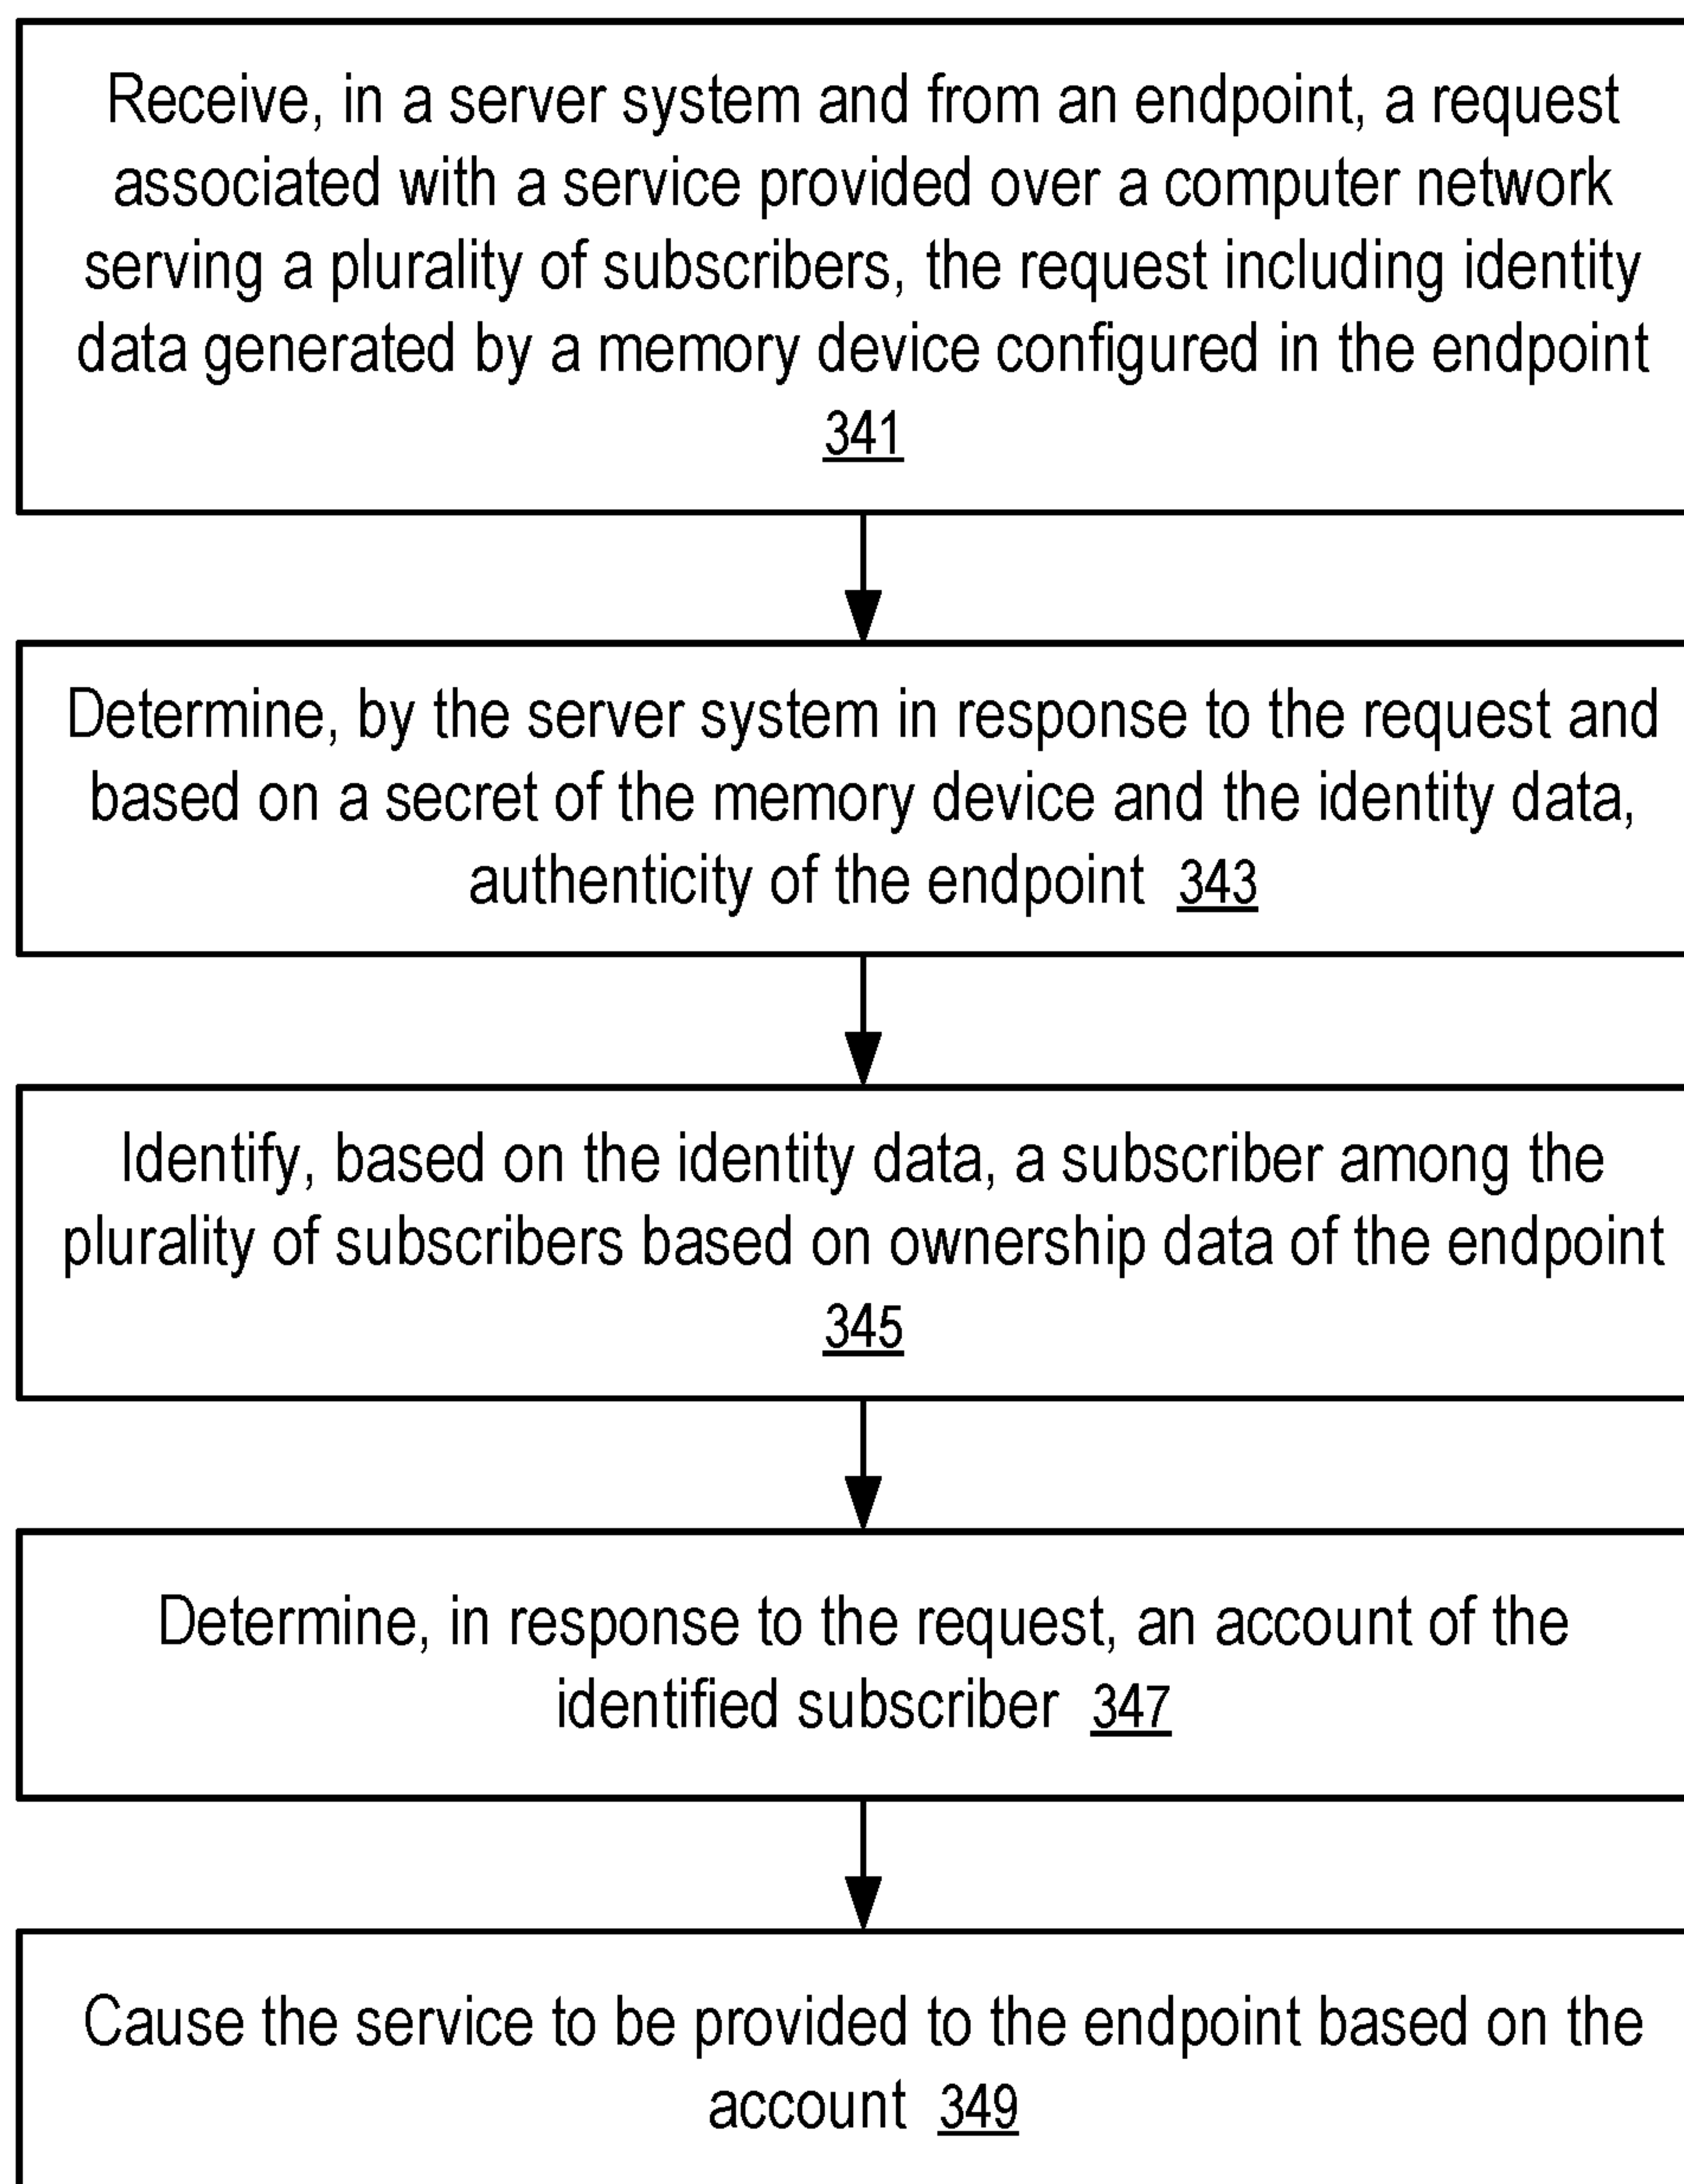 Receive, in a server system and from an endpoint, a request
associated with a service provided over a computer network
serving a plurality of subscribers, the request including identity
data generated by a memory device configured in the endpoint
341
Determine, by the server system in response to the request and
based on a secret of the memory device and the identity data,
authenticity of the endpoint 343
Identify, based on the identity data, a subscriber among the
plurality of subscribers based on ownership data of the endpoint
345
Determine, in response to the request, an account of the
identified subscriber 347
Cause the service to be provided to the endpoint based on the
account 349